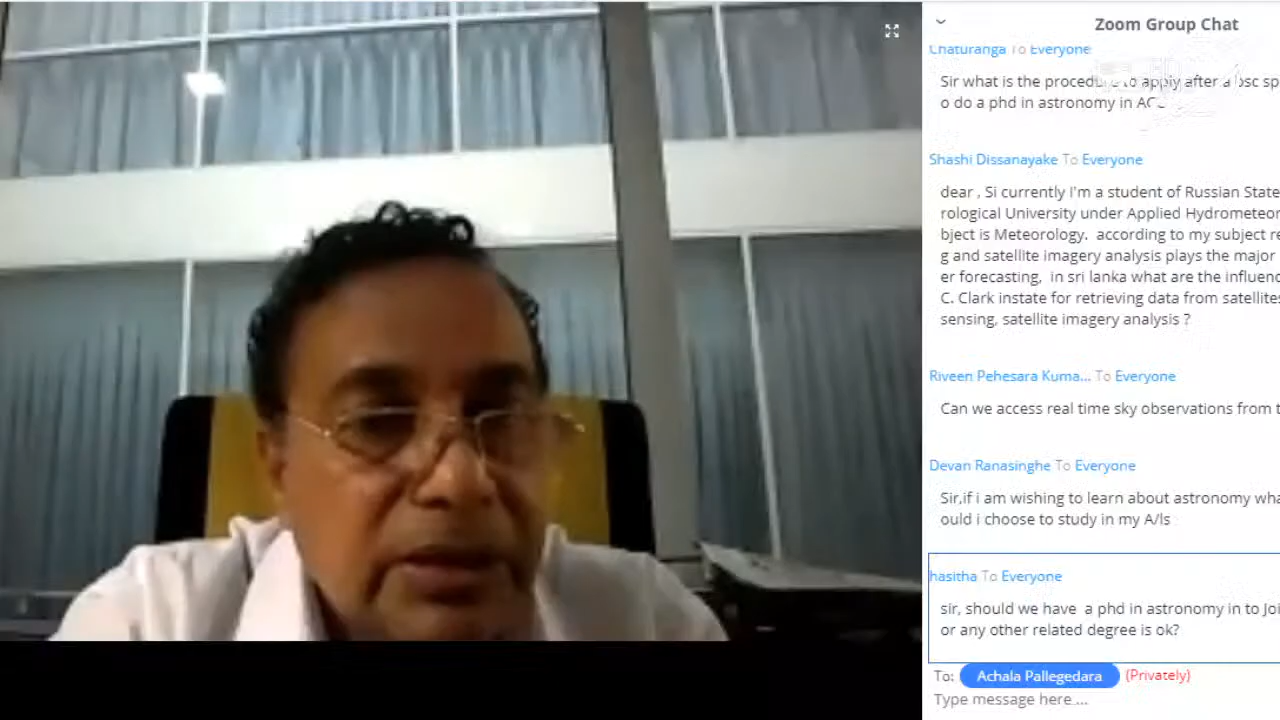 Zoom Group Chat
Chaturanga To Everyone
Sir what is the procedure to apply after a bsc sp
o do a phd in astronomy in
Shashi Dissanayake To Everyone
dear , Si currently I'm a student of Russian State
rological University under Applied Hydrometeor
bject is Meteorology. according to my subject re
g and satellite imagery analysis plays the major
er forecasting, in sri lanka what are the influenc
C. Clark instate for retrieving data from satellites
sensing, satellite imagery analysis ?
Riveen Pehesara Kuma... To Everyone
Can we access real time sky observations from t
Devan Ranasinghe To Everyone
Sir,if i am wishing to learn about astronomy wha
ould i choose to study in my A/ls
hasitha To Everyone
sir, should we have a phd in astronomy in to Joi
or any other related degree is ok?
To: Achala Pallegedara (Privately)
Type message here ...